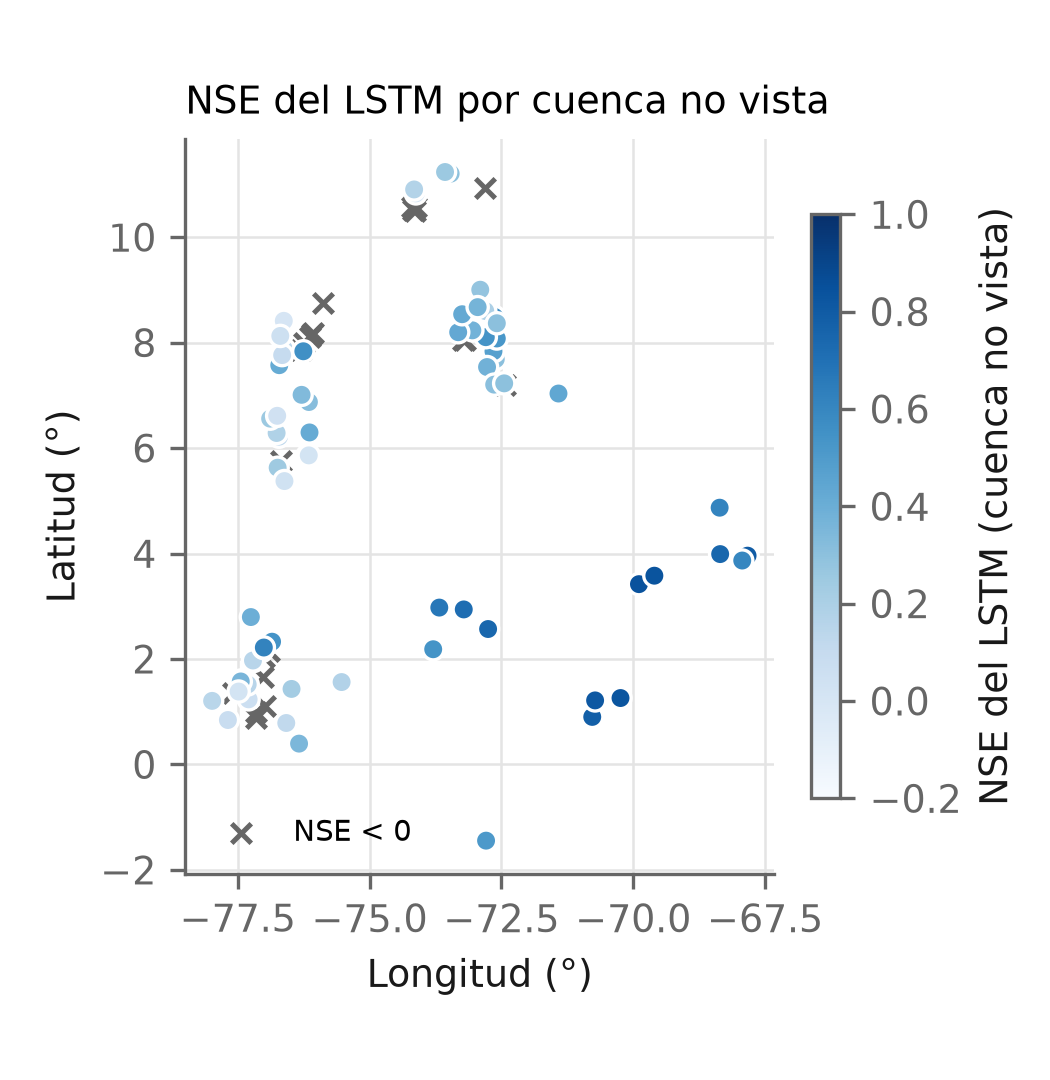 NSE del LSTM por cuenca no vista
10
8
6
4
2
0
−2
Latitud (°)
NSE < 0
−77.5 −75.0 −72.5 −70.0 −67.5
Longitud (°)
1.0
0.8
0.6
0.4
0.2
0.0
−0.2
NSE del LSTM (cuenca no vista)